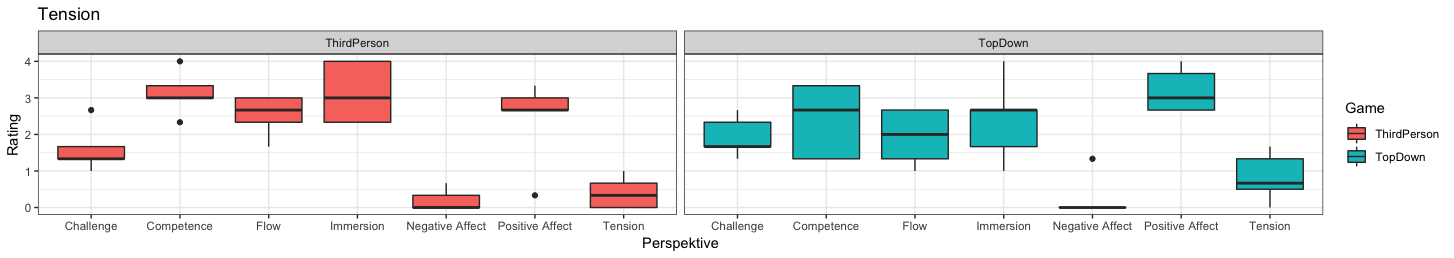 Tension
ThirdPerson
TopDown
Rating
4
3
2
1
0
Challenge Competence Flow Immersion Negative Affect Positive Affect Tension
Challenge Competence Flow Immersion Negative Affect Positive Affect Tension
Perspektive
Game
ThirdPerson
TopDown